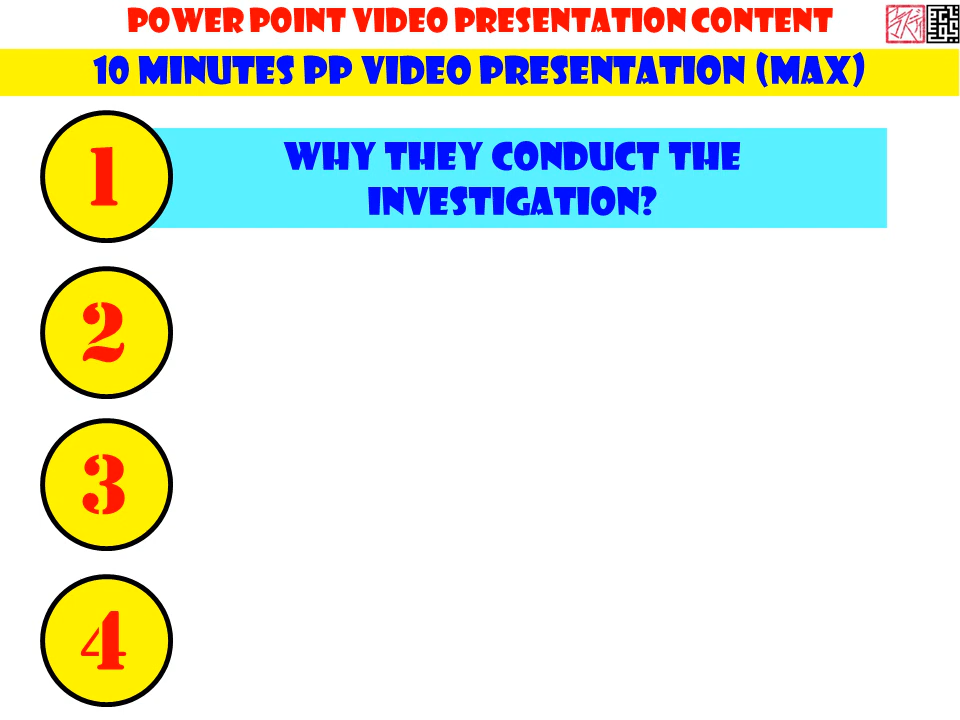 POWER POINT VIDEO PRESENTATION CONTENT
10 MINUTES PP VIDEO PRESENTATION (MAX)
1
WHY THEY CONDUCT THE
INVESTIGATION?
2
3
4